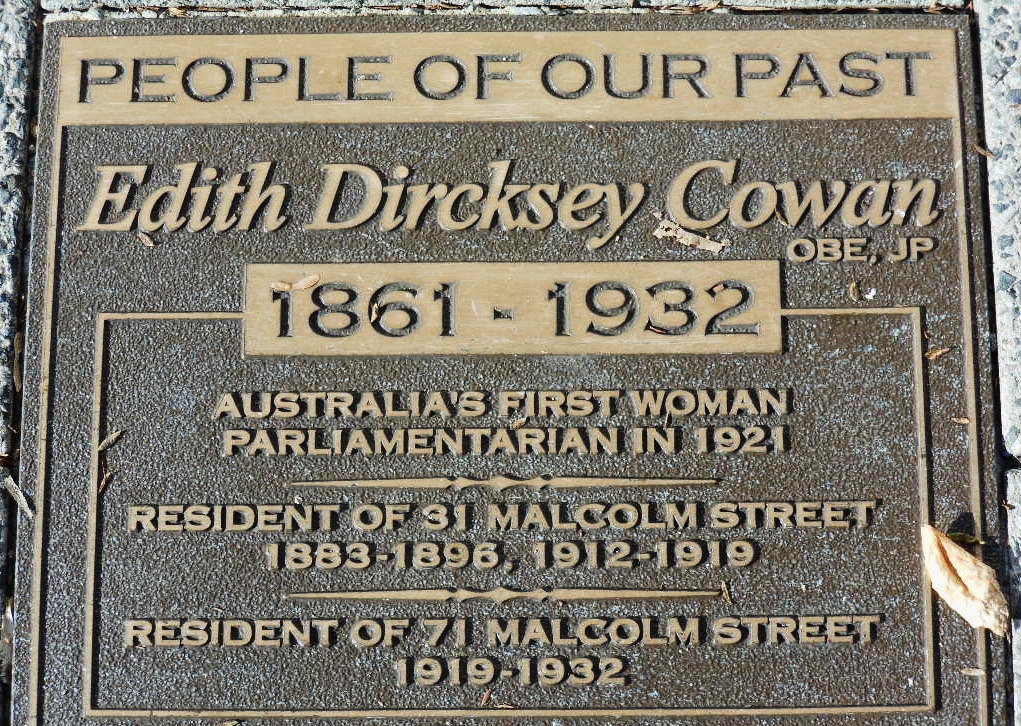 PEOPLE OF OUR PAST
Edith Dircksey Cowan
OBE, JP
1861 - 1932
AUSTRALIA'S FIRST WOMAN
PARLIAMENTARIAN IN 1921
RESIDENT OF 31 MALCOLM STREET
1883-1896, 1912-1919
RESIDENT OF 71 MALCOLM STREET
1919-1932